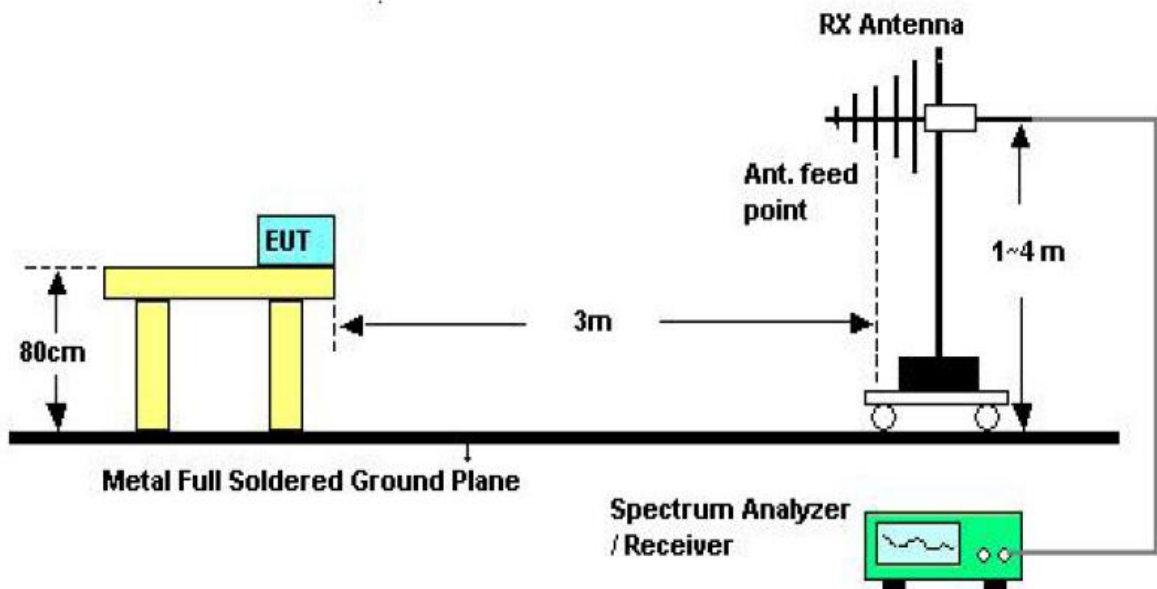 RX Antenna
Ant. feed
point
EUT
1~4 m
3m
80cm
Metal Full Soldered Ground Plane
Spectrum Analyzer
/ Receiver